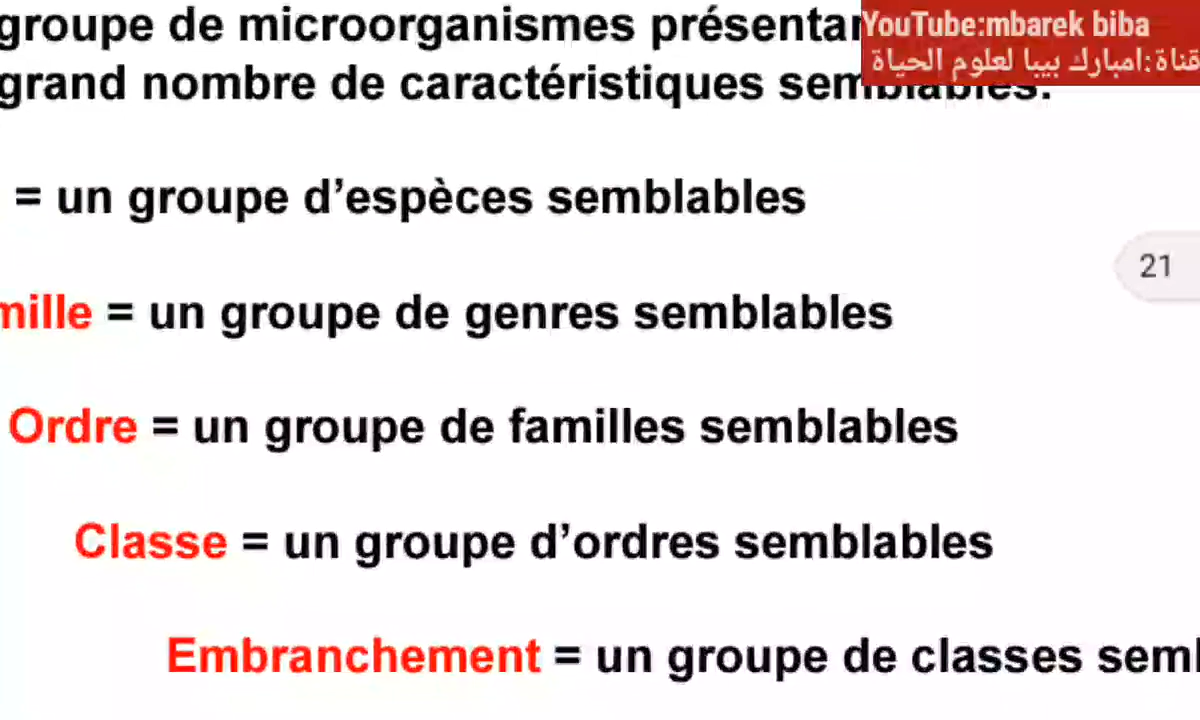 groupe de microorganismes présentan
YouTube:mbarek biba
قناة:امبارك بيبا لعلوم الحياة
grand nombre de caractéristiques semblables.
= un groupe d’espèces semblables
21
mille = un groupe de genres semblables
Ordre = un groupe de familles semblables
Classe = un groupe d’ordres semblables
Embranchement = un groupe de classes sembl